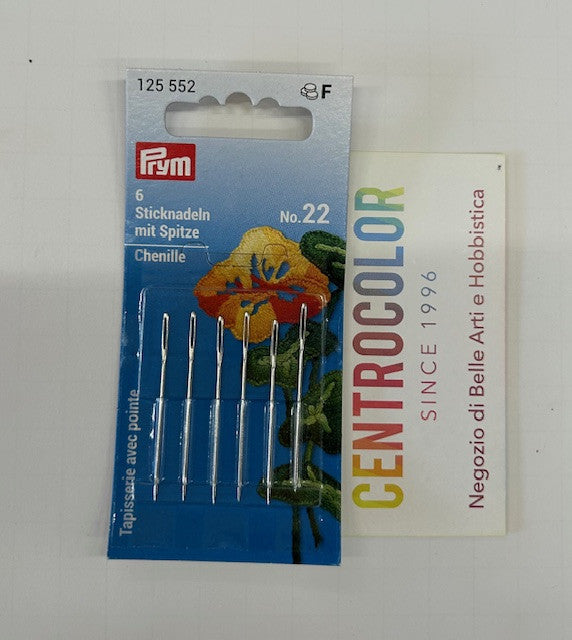 125 552
F
Prym
6
Sticknadeln
mit Spitze
No.22
Chenille
Tapisserie avec pointe
CENTROCOLOR
SINCE 1996
Negozio di Belle Arti e Hobbistica